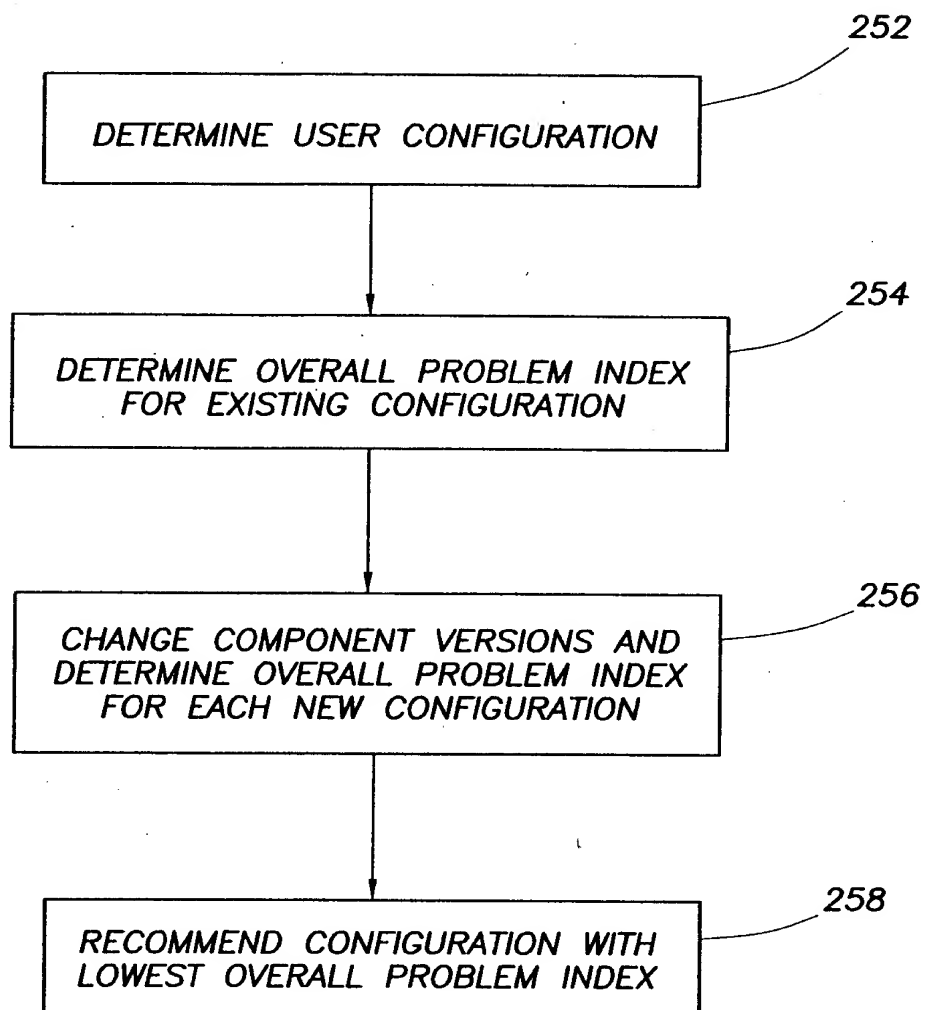 252
DETERMINE USER CONFIGURATION
254
DETERMINE OVERALL PROBLEM INDEX
FOR EXISTING CONFIGURATION
256
CHANGE COMPONENT VERSIONS AND
DETERMINE OVERALL PROBLEM INDEX
FOR EACH NEW CONFIGURATION
258
RECOMMEND CONFIGURATION WITH
LOWEST OVERALL PROBLEM INDEX